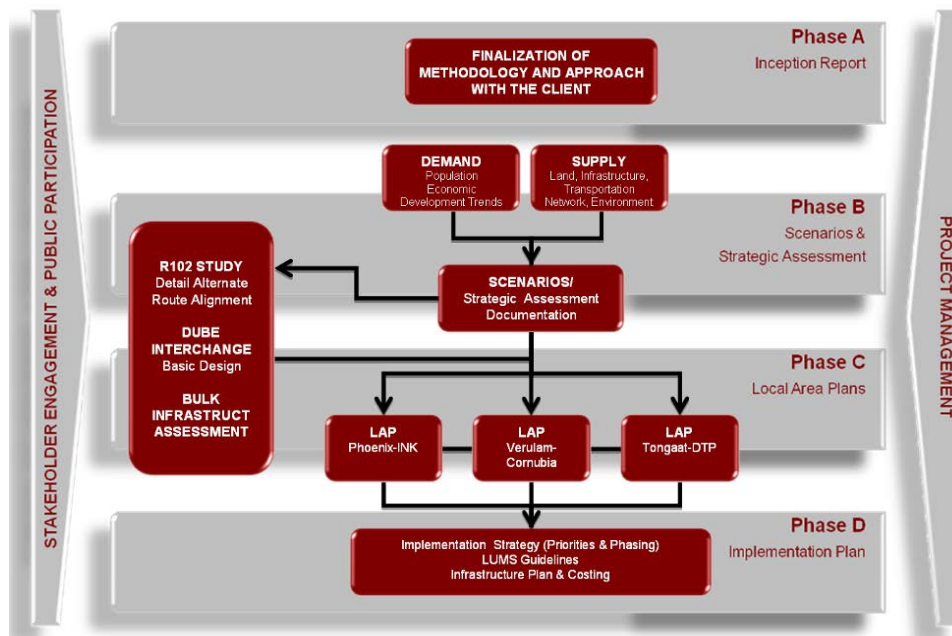 STAKEHOLDER ENGAGEMENT & PUBLIC PARTICIPATION
Phase A
Inception Report
FINALIZATION OF
METHODOLOGY AND APPROACH
WITH THE CLIENT
DEMAND
Population
Economic
Development Trends
SUPPLY
Land, Infrastructure,
Transportation
Network, Environment
Phase B
Scenarios &
Strategic Assessment
R102 STUDY
Detail Alternate
Route Alignment
DUBE
INTERCHANGE
Basic Design
BULK
INFRASTRUCT
ASSESSMENT
SCENARIOS/
Strategic Assessment
Documentation
Phase C
Local Area Plans
LAP
Phoenix-INK
LAP
Verulam-
Cornubia
LAP
Tongaat-DTP
Phase D
Implementation Plan
Implementation Strategy (Priorities & Phasing)
LUMS Guidelines
Infrastructure Plan & Costing
PROJECT MANAGEMENT